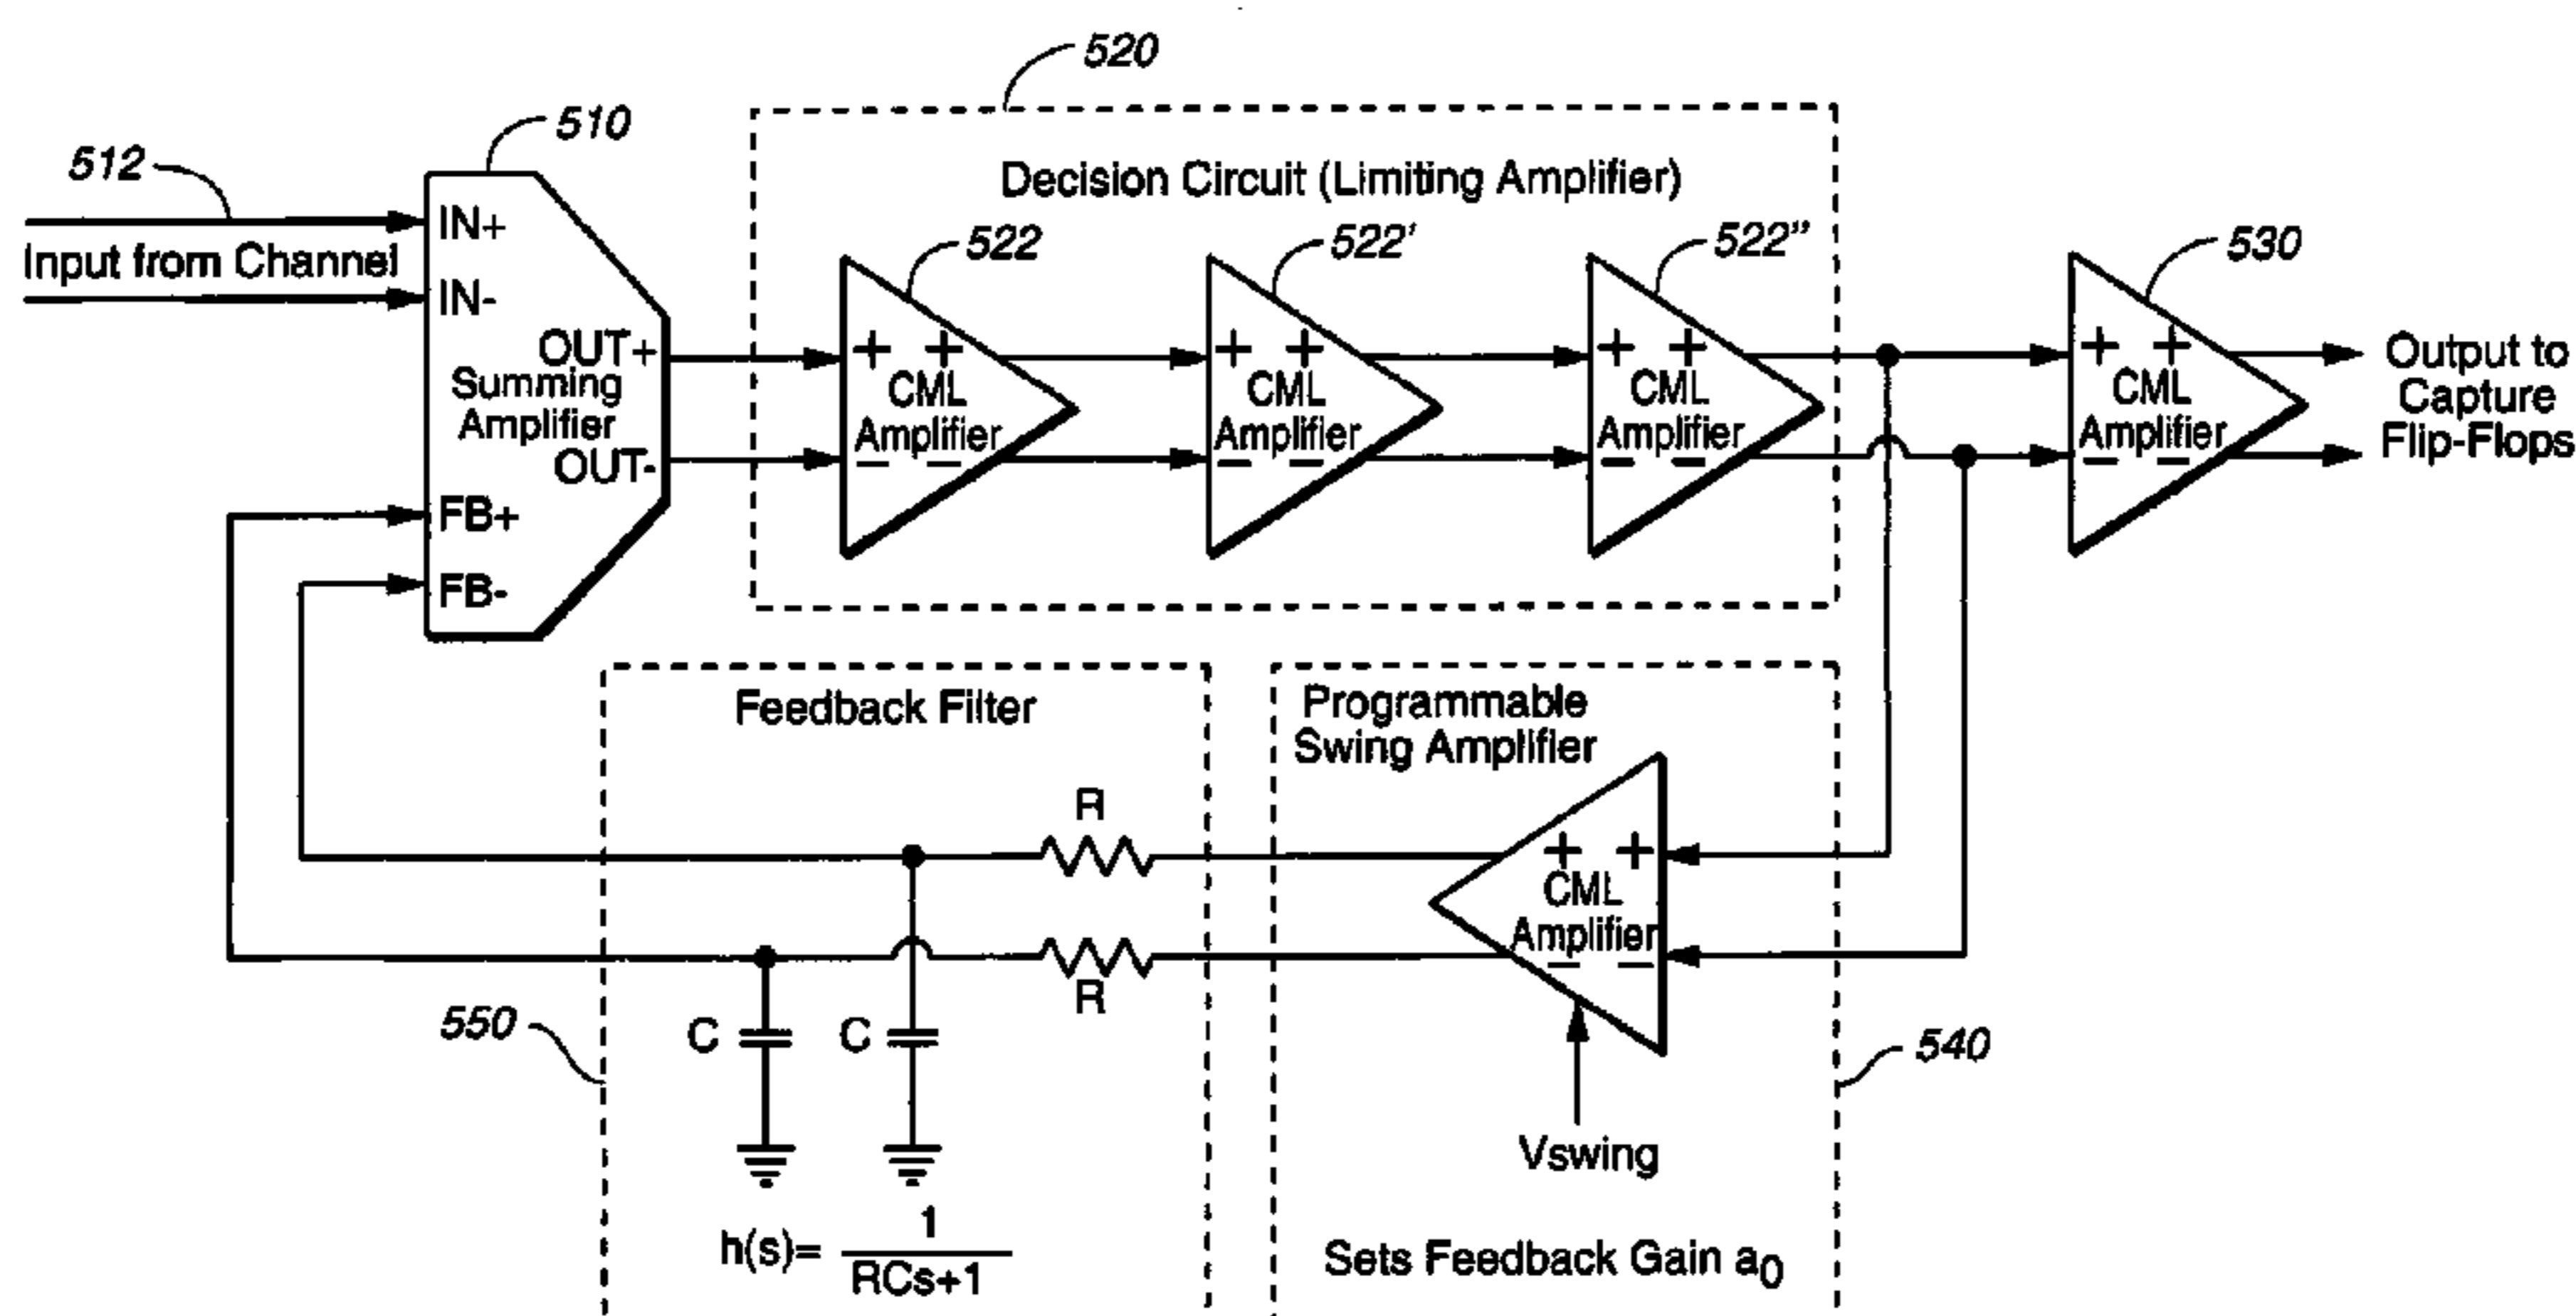 520
510
512
Decision Circuit (Limiting Amplifier)
IN+
Input from Channel
IN-
522
522'
522"
530
OUT+
Summing
Amplifier
OUT-
FB+
FB-
+ +
CML
Amplifier
- -
+ +
CML
Amplifier
- -
+ +
CML
Amplifier
- -
+ +
CML
Amplifier
- -
Output to
Capture
Flip-Flops
Feedback Filter
Programmable
Swing Amplifier
R
R
+ +
CML
Amplifier
- -
C
C
550
540
Vswing
h(s)= 1
RCs+1
Sets Feedback Gain a0